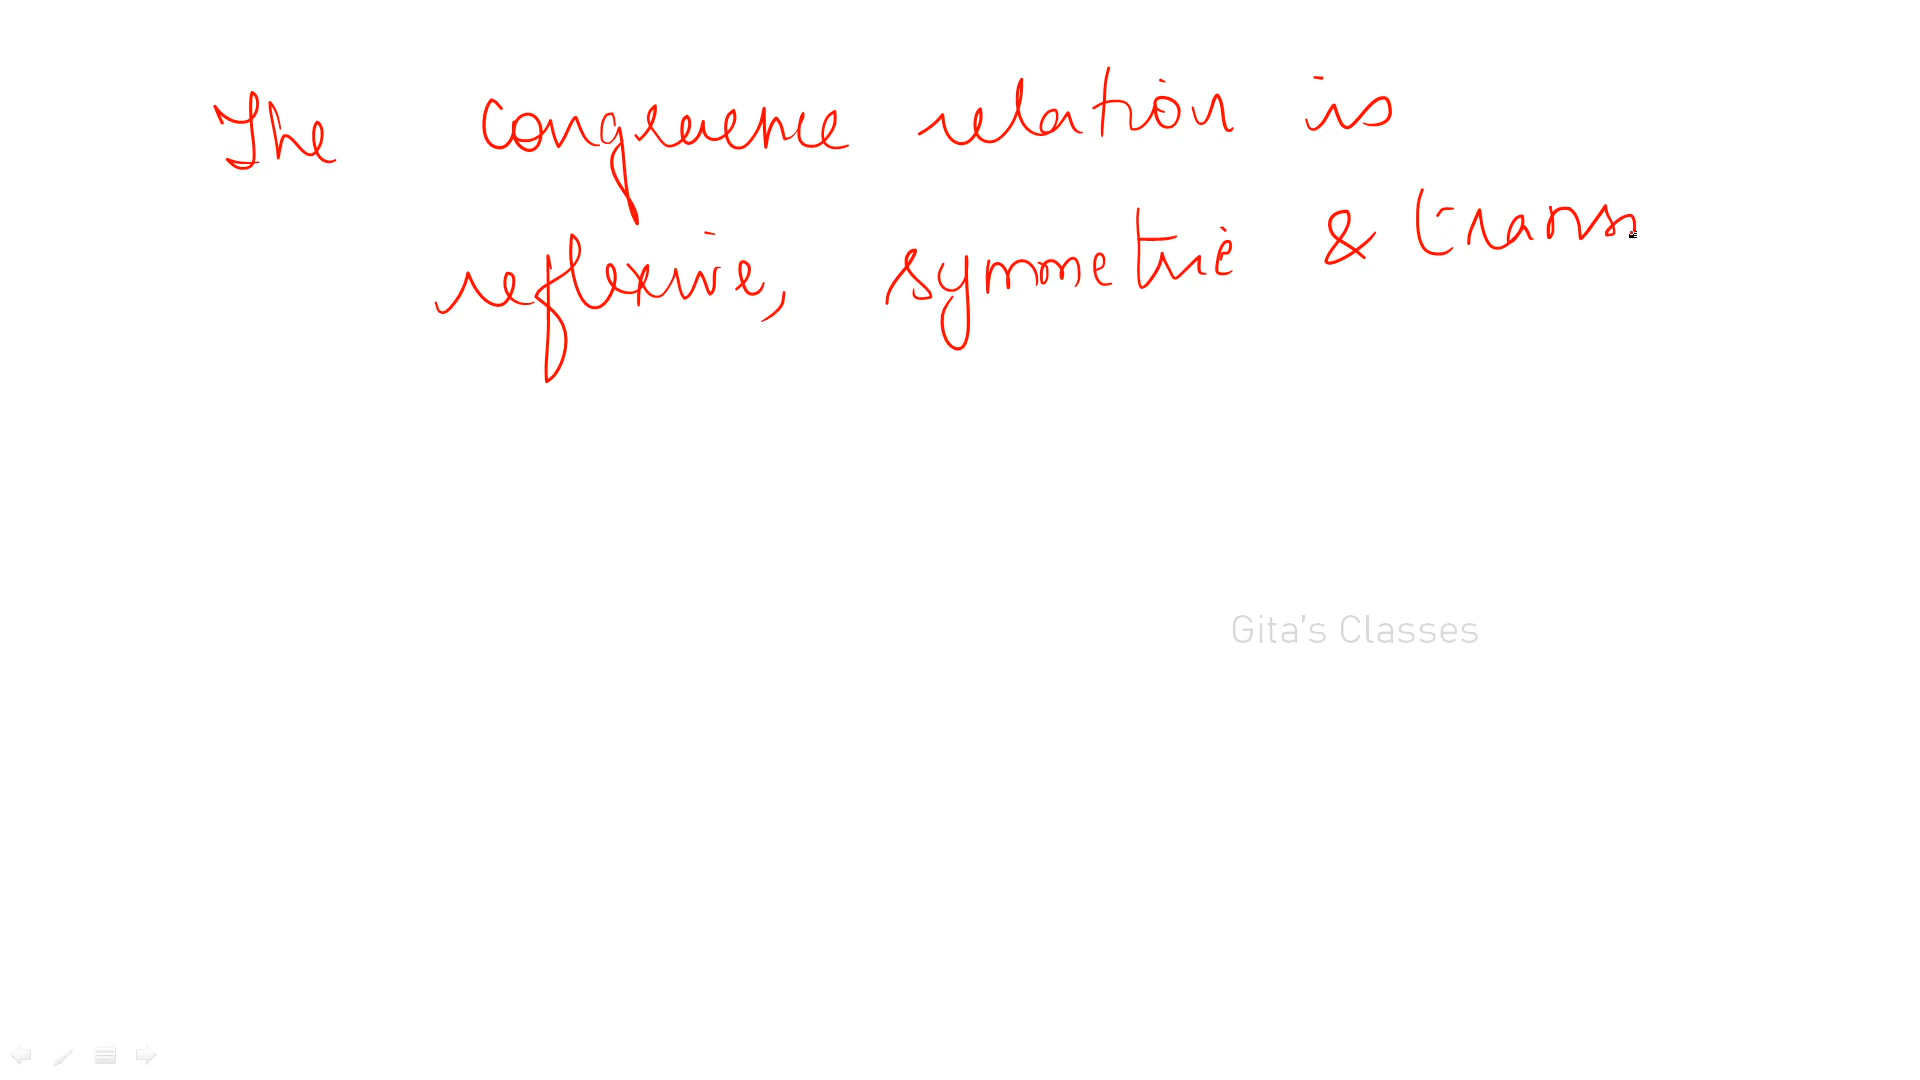 The congruence relation is
reflexive, symmetric & trans
Gita's Classes